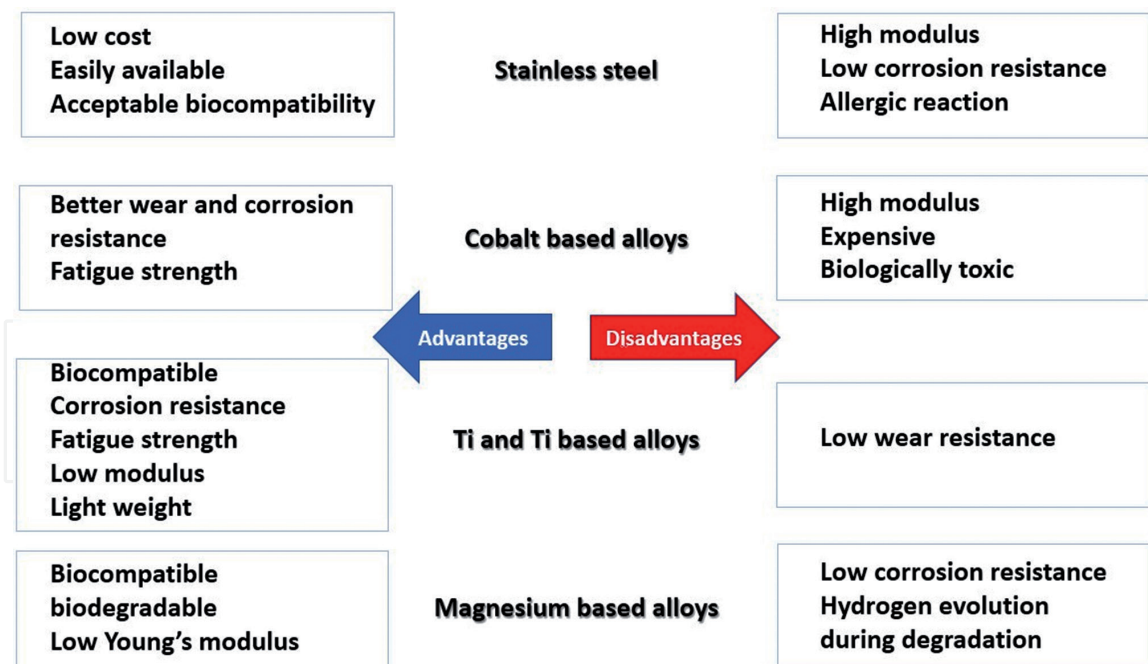 Low cost
Easily available
Acceptable biocompatibility
Stainless steel
High modulus
Low corrosion resistance
Allergic reaction
Better wear and corrosion
resistance
Fatigue strength
Cobalt based alloys
High modulus
Expensive
Biologically toxic
Advantages
Disadvantages
Biocompatible
Corrosion resistance
Fatigue strength
Low modulus
Light weight
Ti and Ti based alloys
Low wear resistance
Biocompatible
biodegradable
Low Young's modulus
Magnesium based alloys
Low corrosion resistance
Hydrogen evolution
during degradation